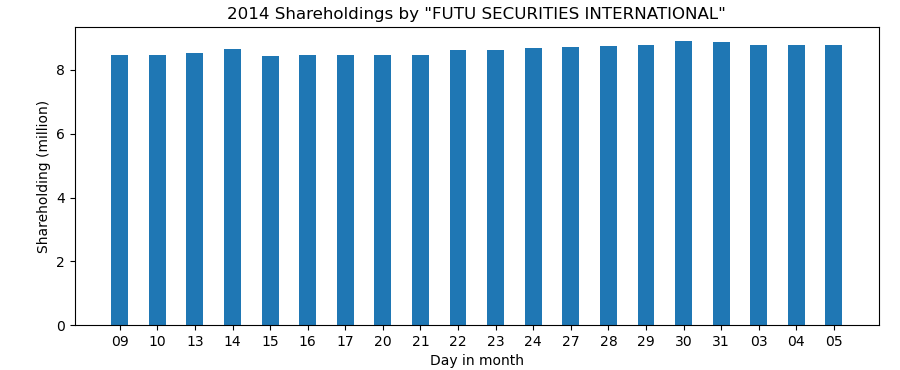 2014 Shareholdings by "FUTU SECURITIES INTERNATIONAL"
Shareholding (million)
8
6
4
2
0
09 10 13 14 15 16 17 20 21 22 23 24 27 28 29 30 31 03 04 05
Day in month